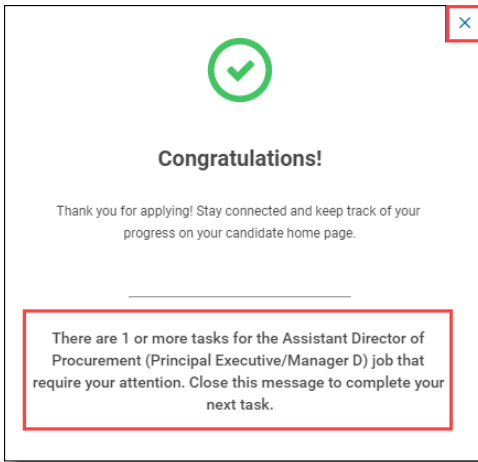 Congratulations!
Thank you for applying! Stay connected and keep track of your
progress on your candidate home page.
There are 1 or more tasks for the Assistant Director of
Procurement (Principal Executive/Manager D) job that
require your attention. Close this message to complete your
next task.